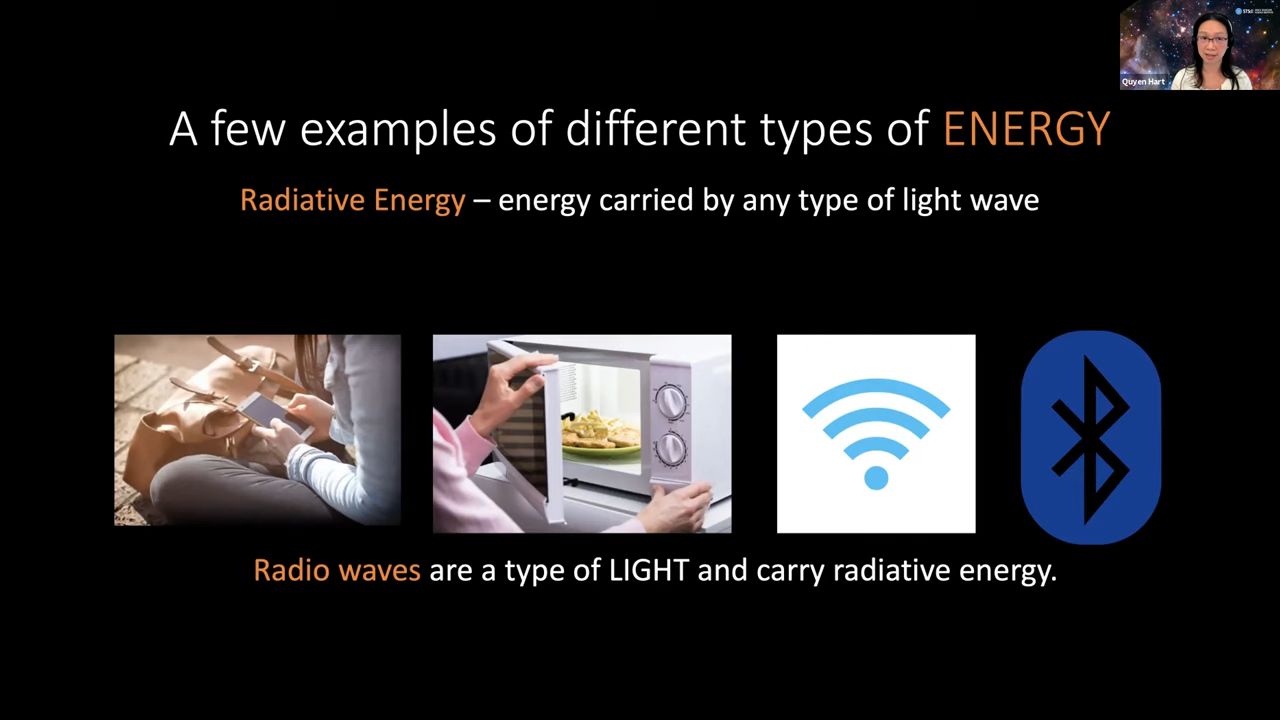 STScI
Quyen Hart
A few examples of different types of ENERGY
Radiative Energy – energy carried by any type of light wave
Radio waves are a type of LIGHT and carry radiative energy.